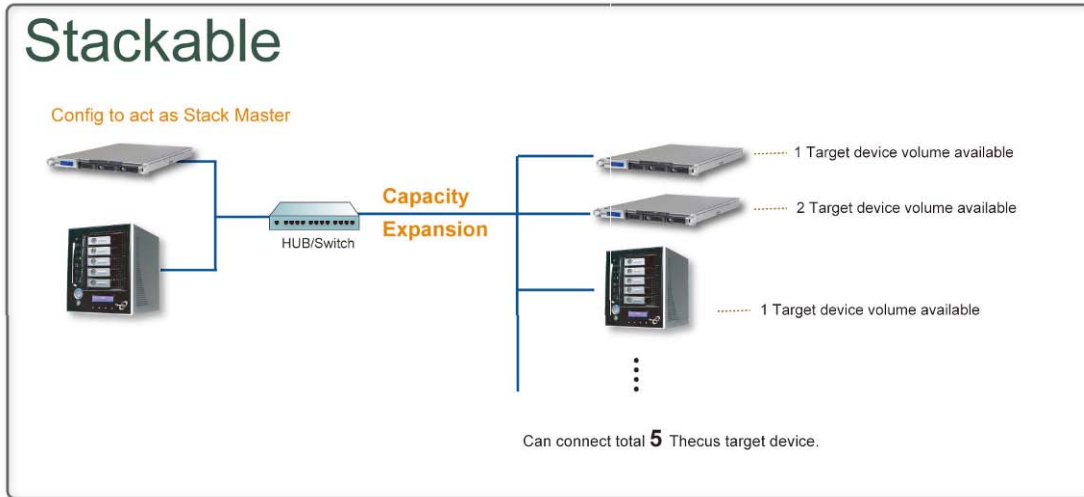 Stackable
Config to act as Stack Master
HUB/Switch
Capacity
Expansion
1 Target device volume available
2 Target device volume available
1 Target device volume available
Can connect total 5 Thecus target device.